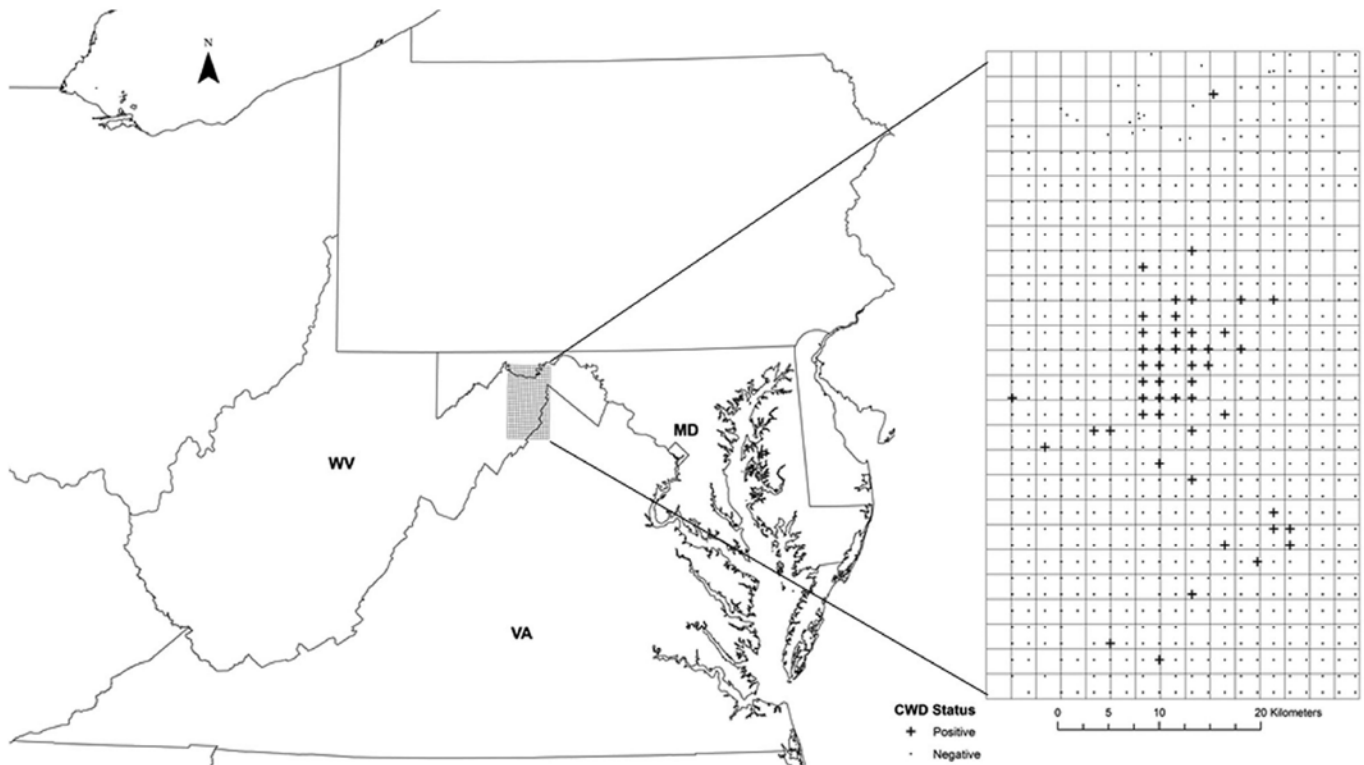 N
MD
WV
VA
CWD Status
+ Positive
· Negative
0 5 10 20 Kilometers